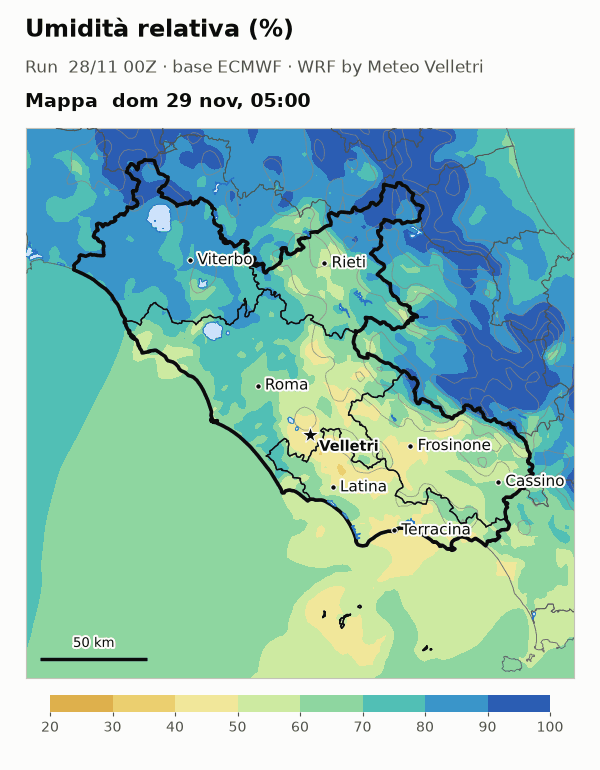 Umidità relativa (%)
Run  28/11 00Z · base ECMWF · WRF by Meteo Velletri
Mappa  dom 29 nov, 05:00
Viterbo
Rieti
Roma
Velletri
Frosinone
Cassino
Latina
Terracina
50 km
20 30 40 50 60 70 80 90 100